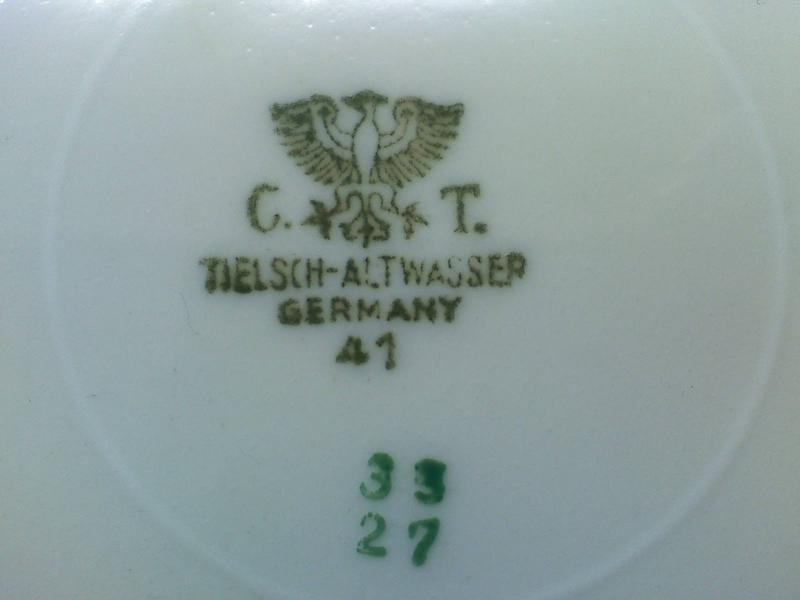 C. T.
TIELSCH-ALTWASSER
GERMANY
41
33
27